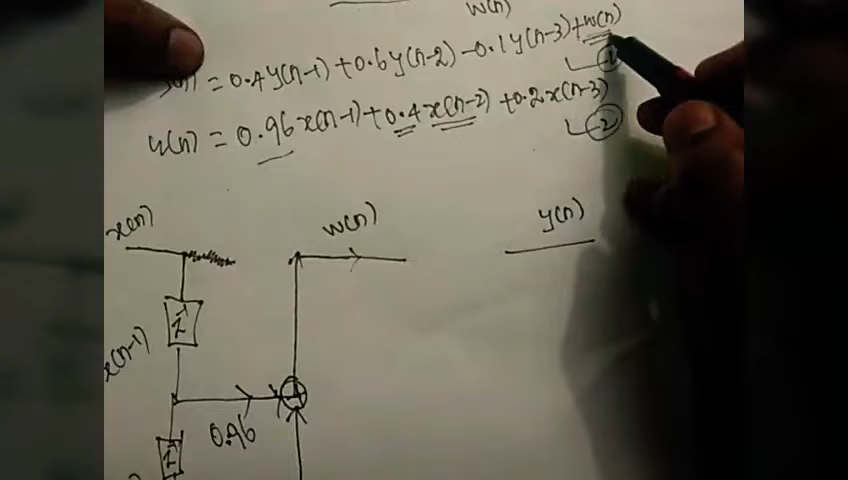 w(n)
y(n) = 0.4y(n-1) + 0.6y(n-2) - 0.1y(n-3) + w(n)
u(n) = 0.96x(n-1) + 0.4x(n-2) + 0.2x(n-3)
-2
x(n)
w(n)
y(n)
z⁻¹
x(n-1)
0.96
z⁻¹